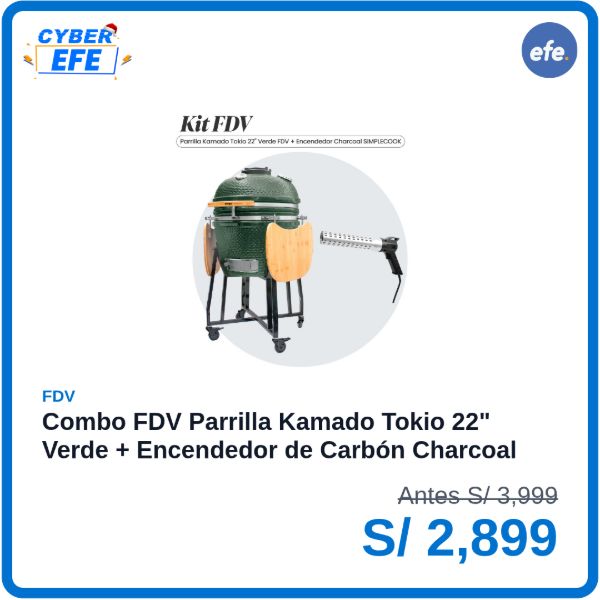 CYBER
EFE
efe.
Kit FDV
Parrilla Kamado Tokio 22" Verde FDV + Encendedor Charcoal SIMPLECOOK
FDV
Combo FDV Parrilla Kamado Tokio 22"
Verde + Encendedor de Carbón Charcoal
Antes S/ 3,999
S/ 2,899